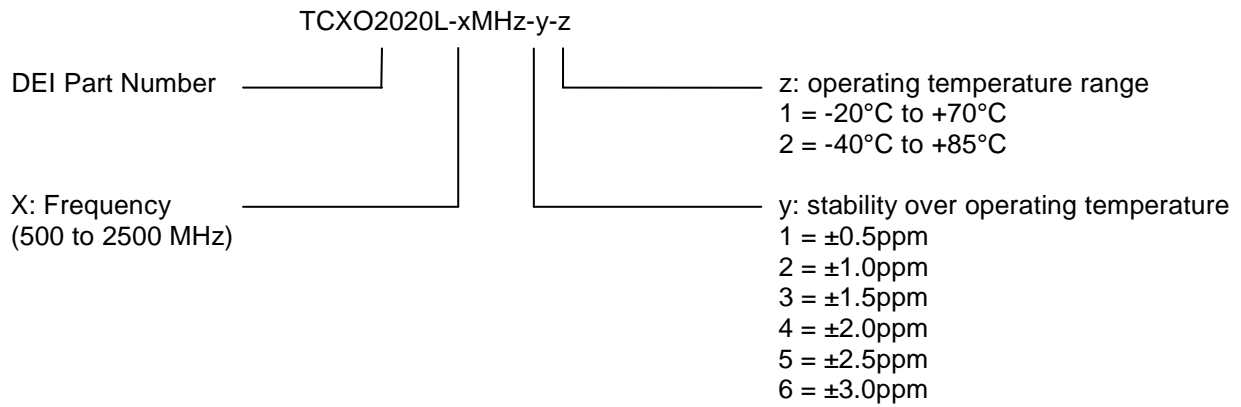 TCXO2020L-xMHz-y-z
DEI Part Number
z: operating temperature range
1 = -20°C to +70°C
2 = -40°C to +85°C
X: Frequency
(500 to 2500 MHz)
y: stability over operating temperature
1 = ±0.5ppm
2 = ±1.0ppm
3 = ±1.5ppm
4 = ±2.0ppm
5 = ±2.5ppm
6 = ±3.0ppm